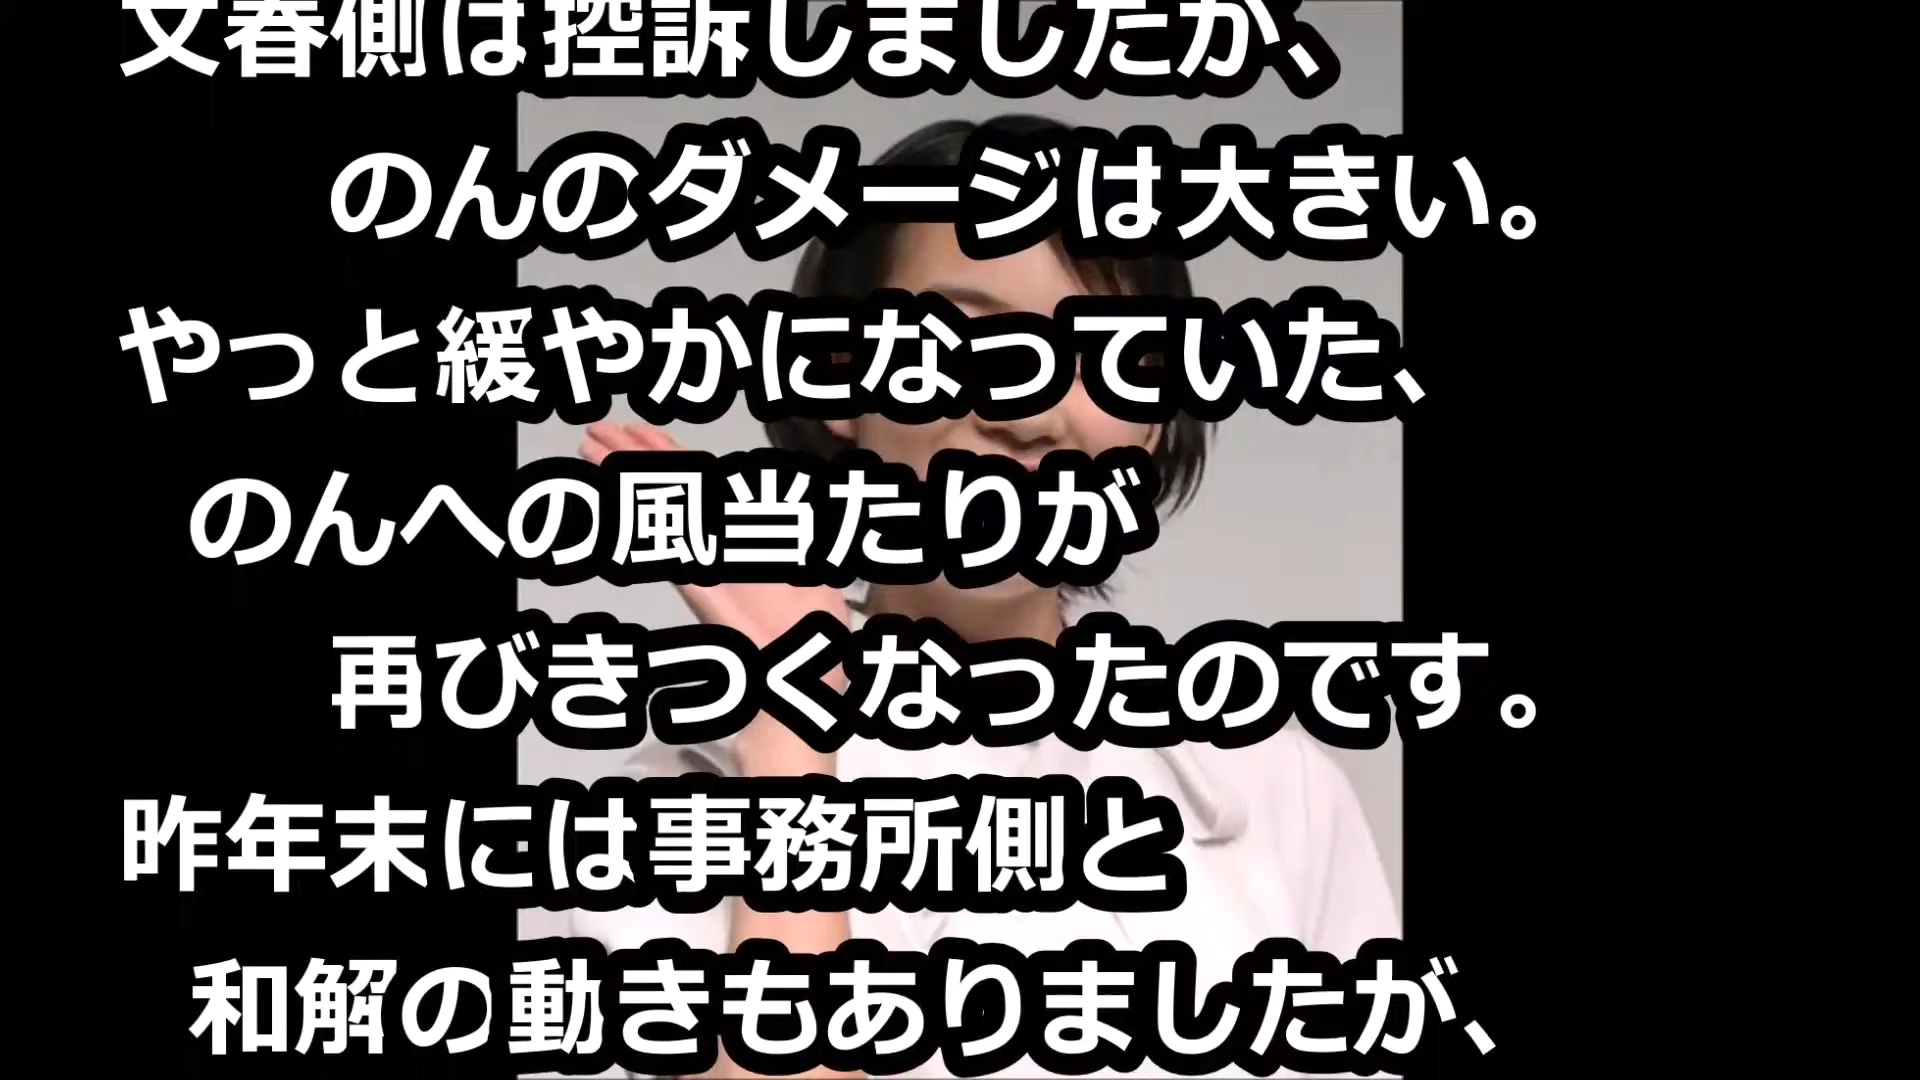 文春側は控訴しましたが、
のんのダメージは大きい。
やっと緩やかになっていた、
のんへの風当たりが
再びきつくなったのです。
昨年末には事務所側と
和解の動きもありましたが、